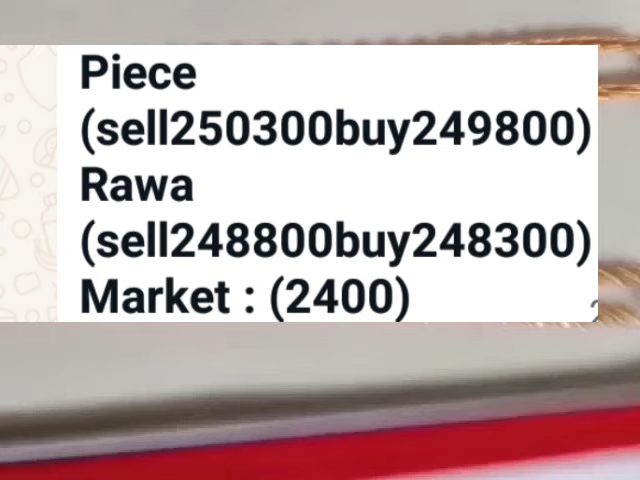 Piece
(sell250300buy249800)
Rawa
(sell248800buy248300)
Market : (2400)